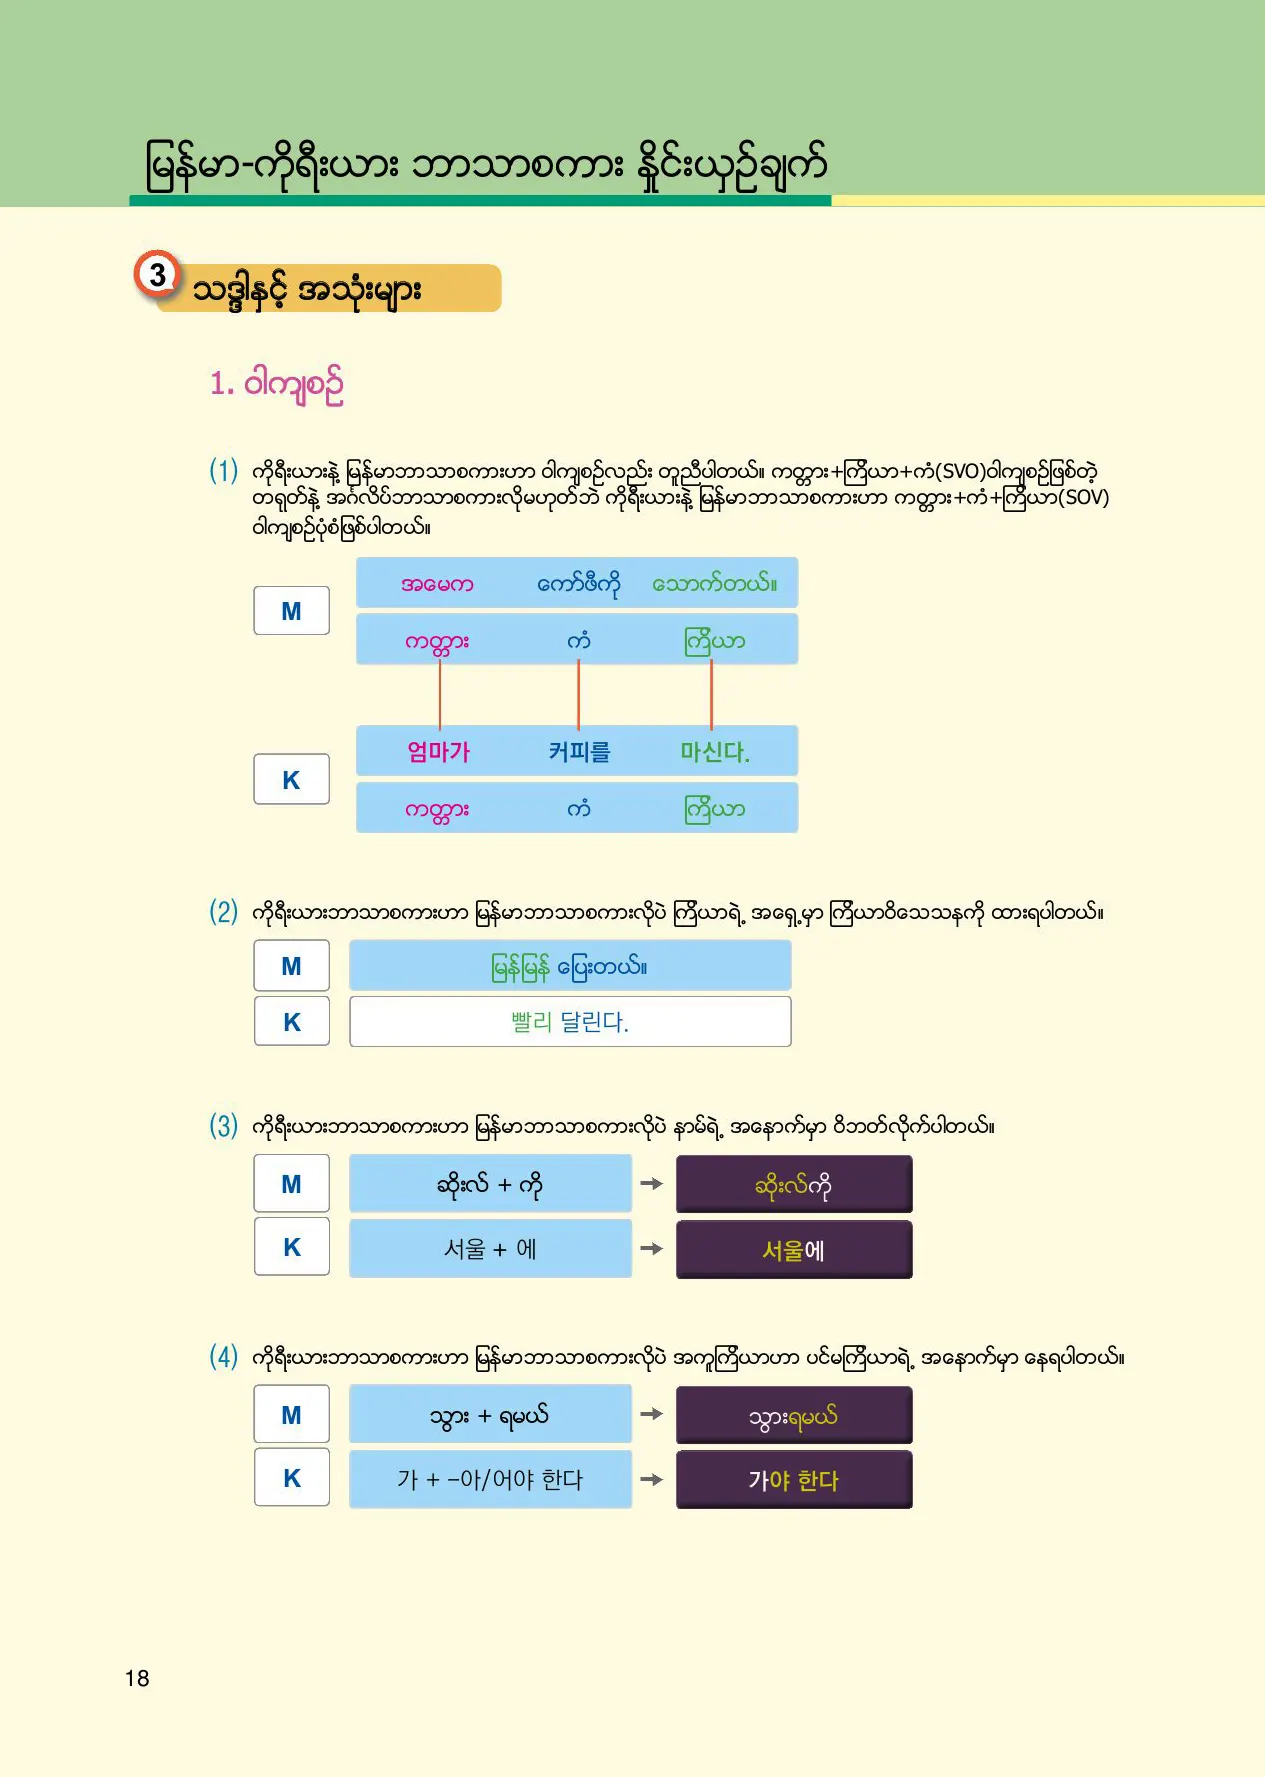 မြန်မာ-ကိုရီးယား ဘာသာစကား နှိုင်းယှဉ်ချက်
3 သဒ္ဒါနှင့် အသုံးများ
1. ဝါကျစဉ်
(1) ကိုရီးယားနဲ့ မြန်မာဘာသာစကားဟာ ဝါကျစဉ်လည်း တူညီပါတယ်။ ကတ္တား+ကြိယာ+ကံ(SVO)ဝါကျစဉ်ဖြစ်တဲ့
တရုတ်နဲ့ အင်္ဂလိပ်ဘာသာစကားလိုမဟုတ်ဘဲ ကိုရီးယားနဲ့ မြန်မာဘာသာစကားဟာ ကတ္တား+ကံ+ကြိယာ(SOV)
ဝါကျစဉ်ပုံစံဖြစ်ပါတယ်။
M
အမေက ကော်ဖီကို သောက်တယ်။
ကတ္တား ကံ ကြိယာ
K
엄마가 커피를 마신다.
ကတ္တား ကံ ကြိယာ
(2) ကိုရီးယားဘာသာစကားဟာ မြန်မာဘာသာစကားလိုပဲ ကြိယာရဲ့ အရှေ့မှာ ကြိယာဝိသေသနကို ထားရပါတယ်။
M မြန်မြန် ပြေးတယ်။
K 빨리 달린다.
(3) ကိုရီးယားဘာသာစကားဟာ မြန်မာဘာသာစကားလိုပဲ နာမ်ရဲ့ အနောက်မှာ ဝိဘတ်လိုက်ပါတယ်။
M ဆိုးလ် + ကို → ဆိုးလ်ကို
K 서울 + 에 → 서울에
(4) ကိုရီးယားဘာသာစကားဟာ မြန်မာဘာသာစကားလိုပဲ အကူကြိယာဟာ ပင်မကြိယာရဲ့ အနောက်မှာ နေရပါတယ်။
M သွား + ရမယ် → သွားရမယ်
K 가 + -아/어야 한다 → 가야 한다
18